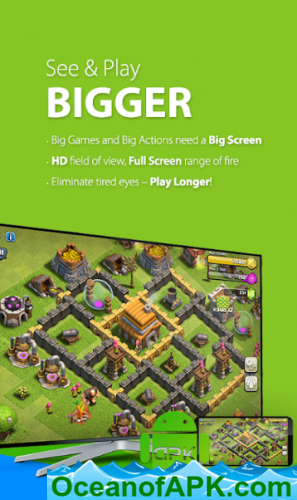 See & Play
BIGGER
· Big Games and Big Actions need a Big Screen
· HD field of view, Full Screen range of fire
· Eliminate tired eyes – Play Longer!
OceanofAPK.com